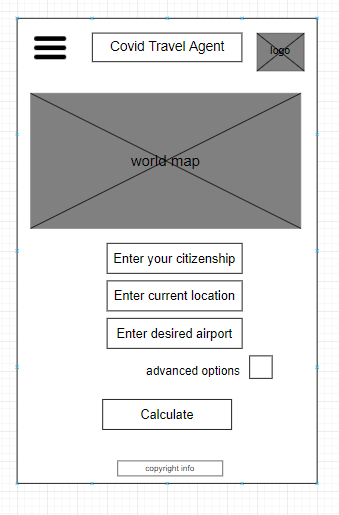 Covid Travel Agent
logo
world map
Enter your citizenship
Enter current location
Enter desired airport
advanced options
Calculate
copyright info